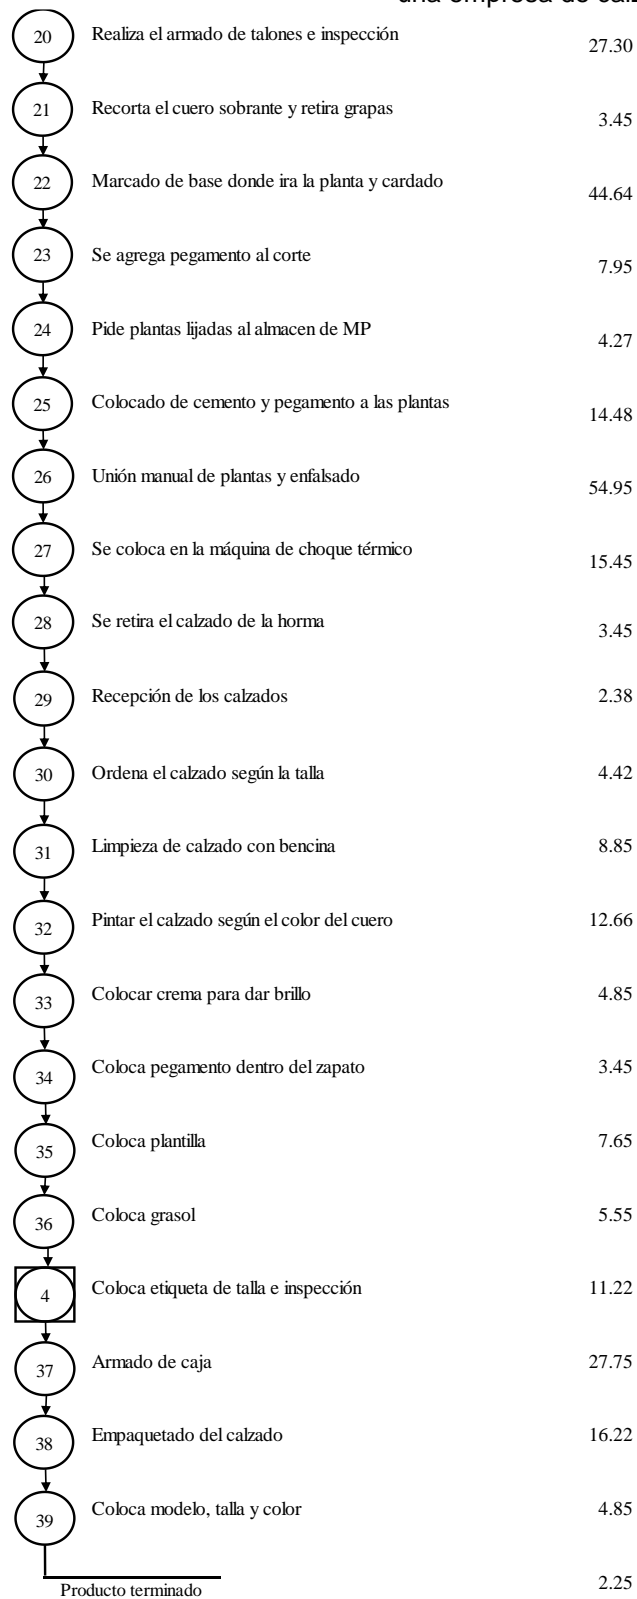 una empresa de calz
20 Realiza el armado de talones e inspección 27.30
21 Recorta el cuero sobrante y retira grapas 3.45
22 Marcado de base donde ira la planta y cardado 44.64
23 Se agrega pegamento al corte 7.95
24 Pide plantas lijadas al almacen de MP 4.27
25 Colocado de cemento y pegamento a las plantas 14.48
26 Unión manual de plantas y enfalsado 54.95
27 Se coloca en la máquina de choque térmico 15.45
28 Se retira el calzado de la horma 3.45
29 Recepción de los calzados 2.38
30 Ordena el calzado según la talla 4.42
31 Limpieza de calzado con bencina 8.85
32 Pintar el calzado según el color del cuero 12.66
33 Colocar crema para dar brillo 4.85
34 Coloca pegamento dentro del zapato 3.45
35 Coloca plantilla 7.65
36 Coloca grasol 5.55
4 Coloca etiqueta de talla e inspección 11.22
37 Armado de caja 27.75
38 Empaquetado del calzado 16.22
39 Coloca modelo, talla y color 4.85
Producto terminado 2.25